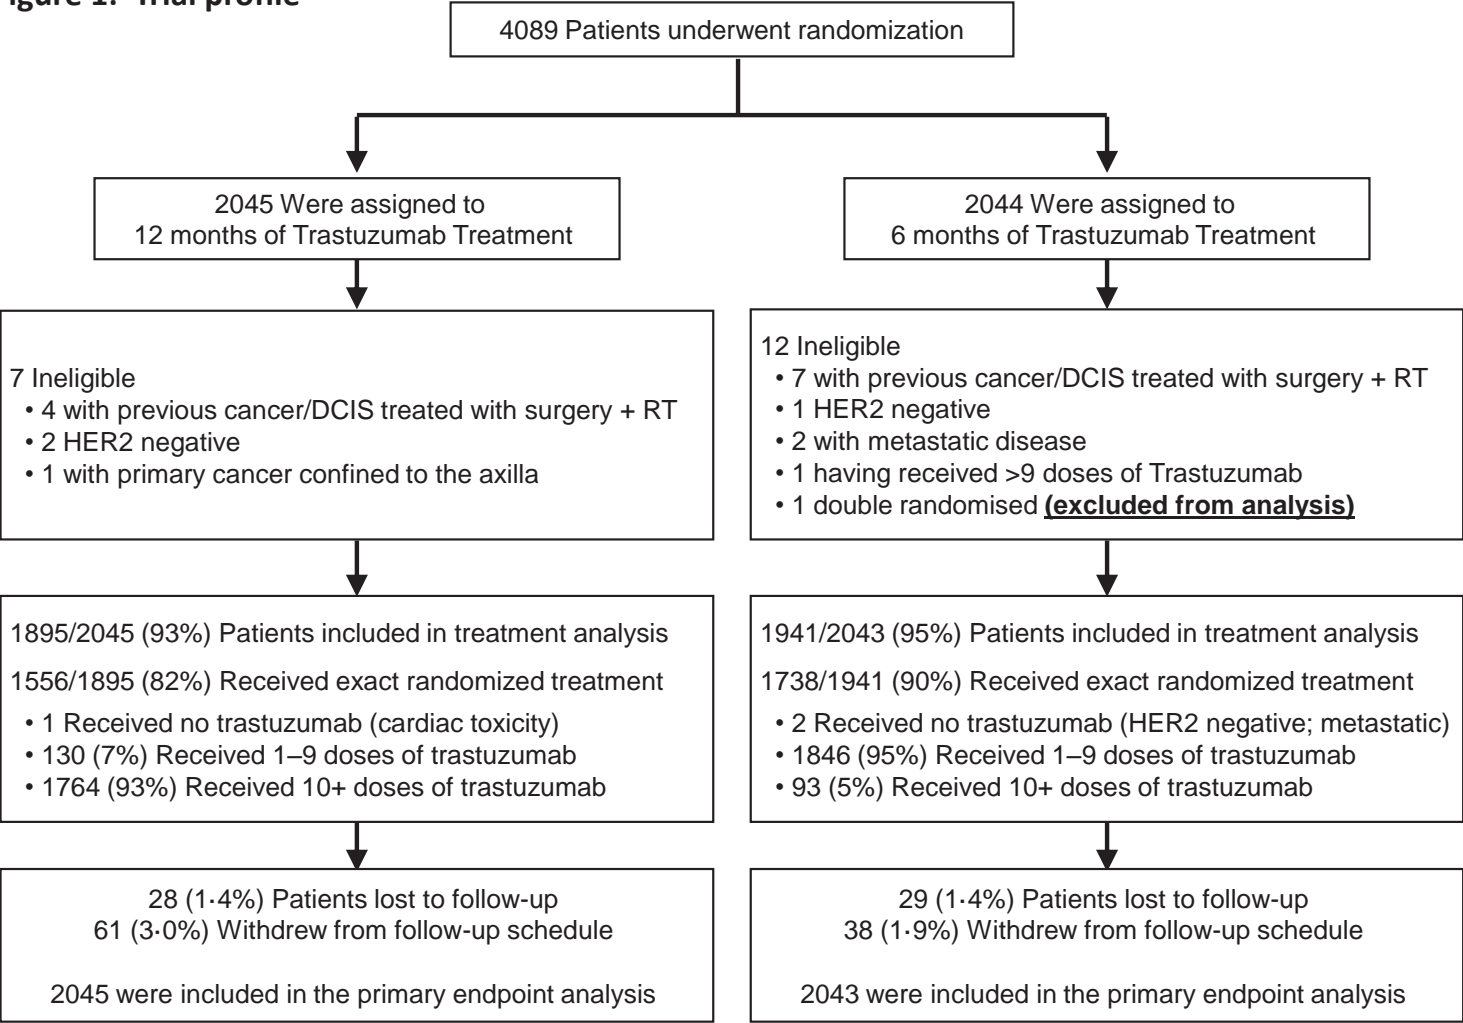 Figure 1: Trial profile
4089 Patients underwent randomization
2045 Were assigned to
12 months of Trastuzumab Treatment
2044 Were assigned to
6 months of Trastuzumab Treatment
7 Ineligible
• 4 with previous cancer/DCIS treated with surgery + RT
• 2 HER2 negative
• 1 with primary cancer confined to the axilla
12 Ineligible
• 7 with previous cancer/DCIS treated with surgery + RT
• 1 HER2 negative
• 2 with metastatic disease
• 1 having received >9 doses of Trastuzumab
• 1 double randomised (excluded from analysis)
1895/2045 (93%) Patients included in treatment analysis
1556/1895 (82%) Received exact randomized treatment
• 1 Received no trastuzumab (cardiac toxicity)
• 130 (7%) Received 1–9 doses of trastuzumab
• 1764 (93%) Received 10+ doses of trastuzumab
1941/2043 (95%) Patients included in treatment analysis
1738/1941 (90%) Received exact randomized treatment
• 2 Received no trastuzumab (HER2 negative; metastatic)
• 1846 (95%) Received 1–9 doses of trastuzumab
• 93 (5%) Received 10+ doses of trastuzumab
28 (1·4%) Patients lost to follow-up
61 (3·0%) Withdrew from follow-up schedule
2045 were included in the primary endpoint analysis
29 (1·4%) Patients lost to follow-up
38 (1·9%) Withdrew from follow-up schedule
2043 were included in the primary endpoint analysis